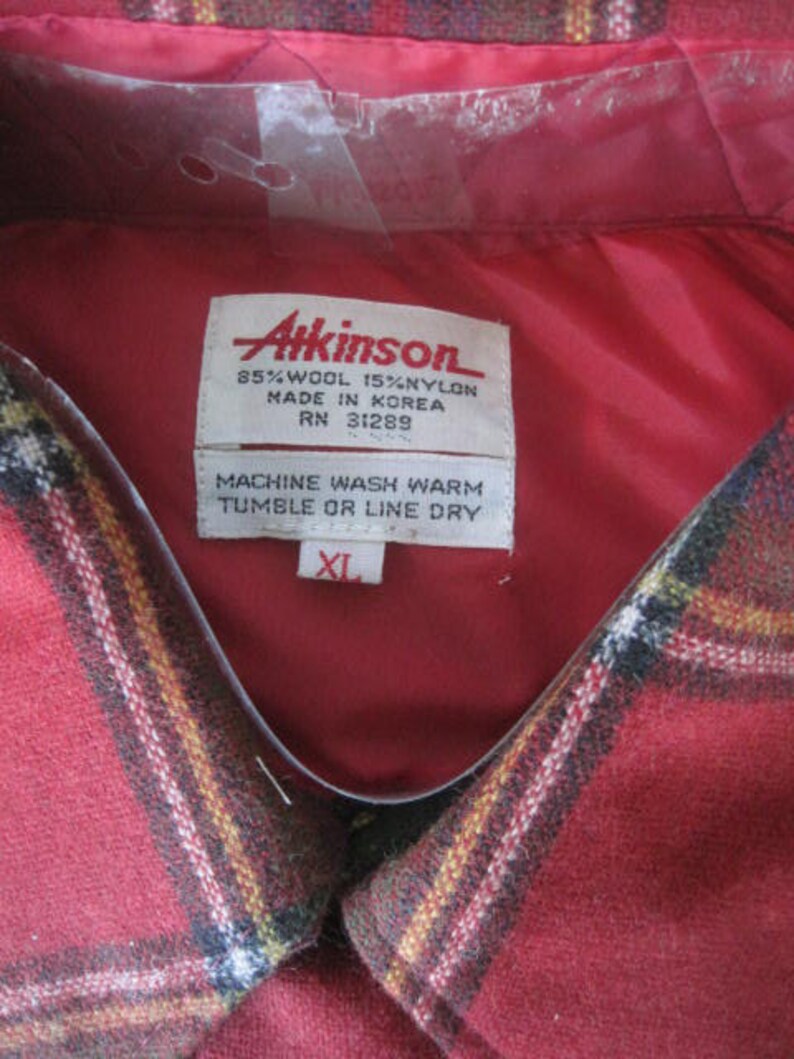 Atkinson
85% WOOL 15% NYLON
MADE IN KOREA
RN 31289
MACHINE WASH WARM
TUMBLE OR LINE DRY
XL